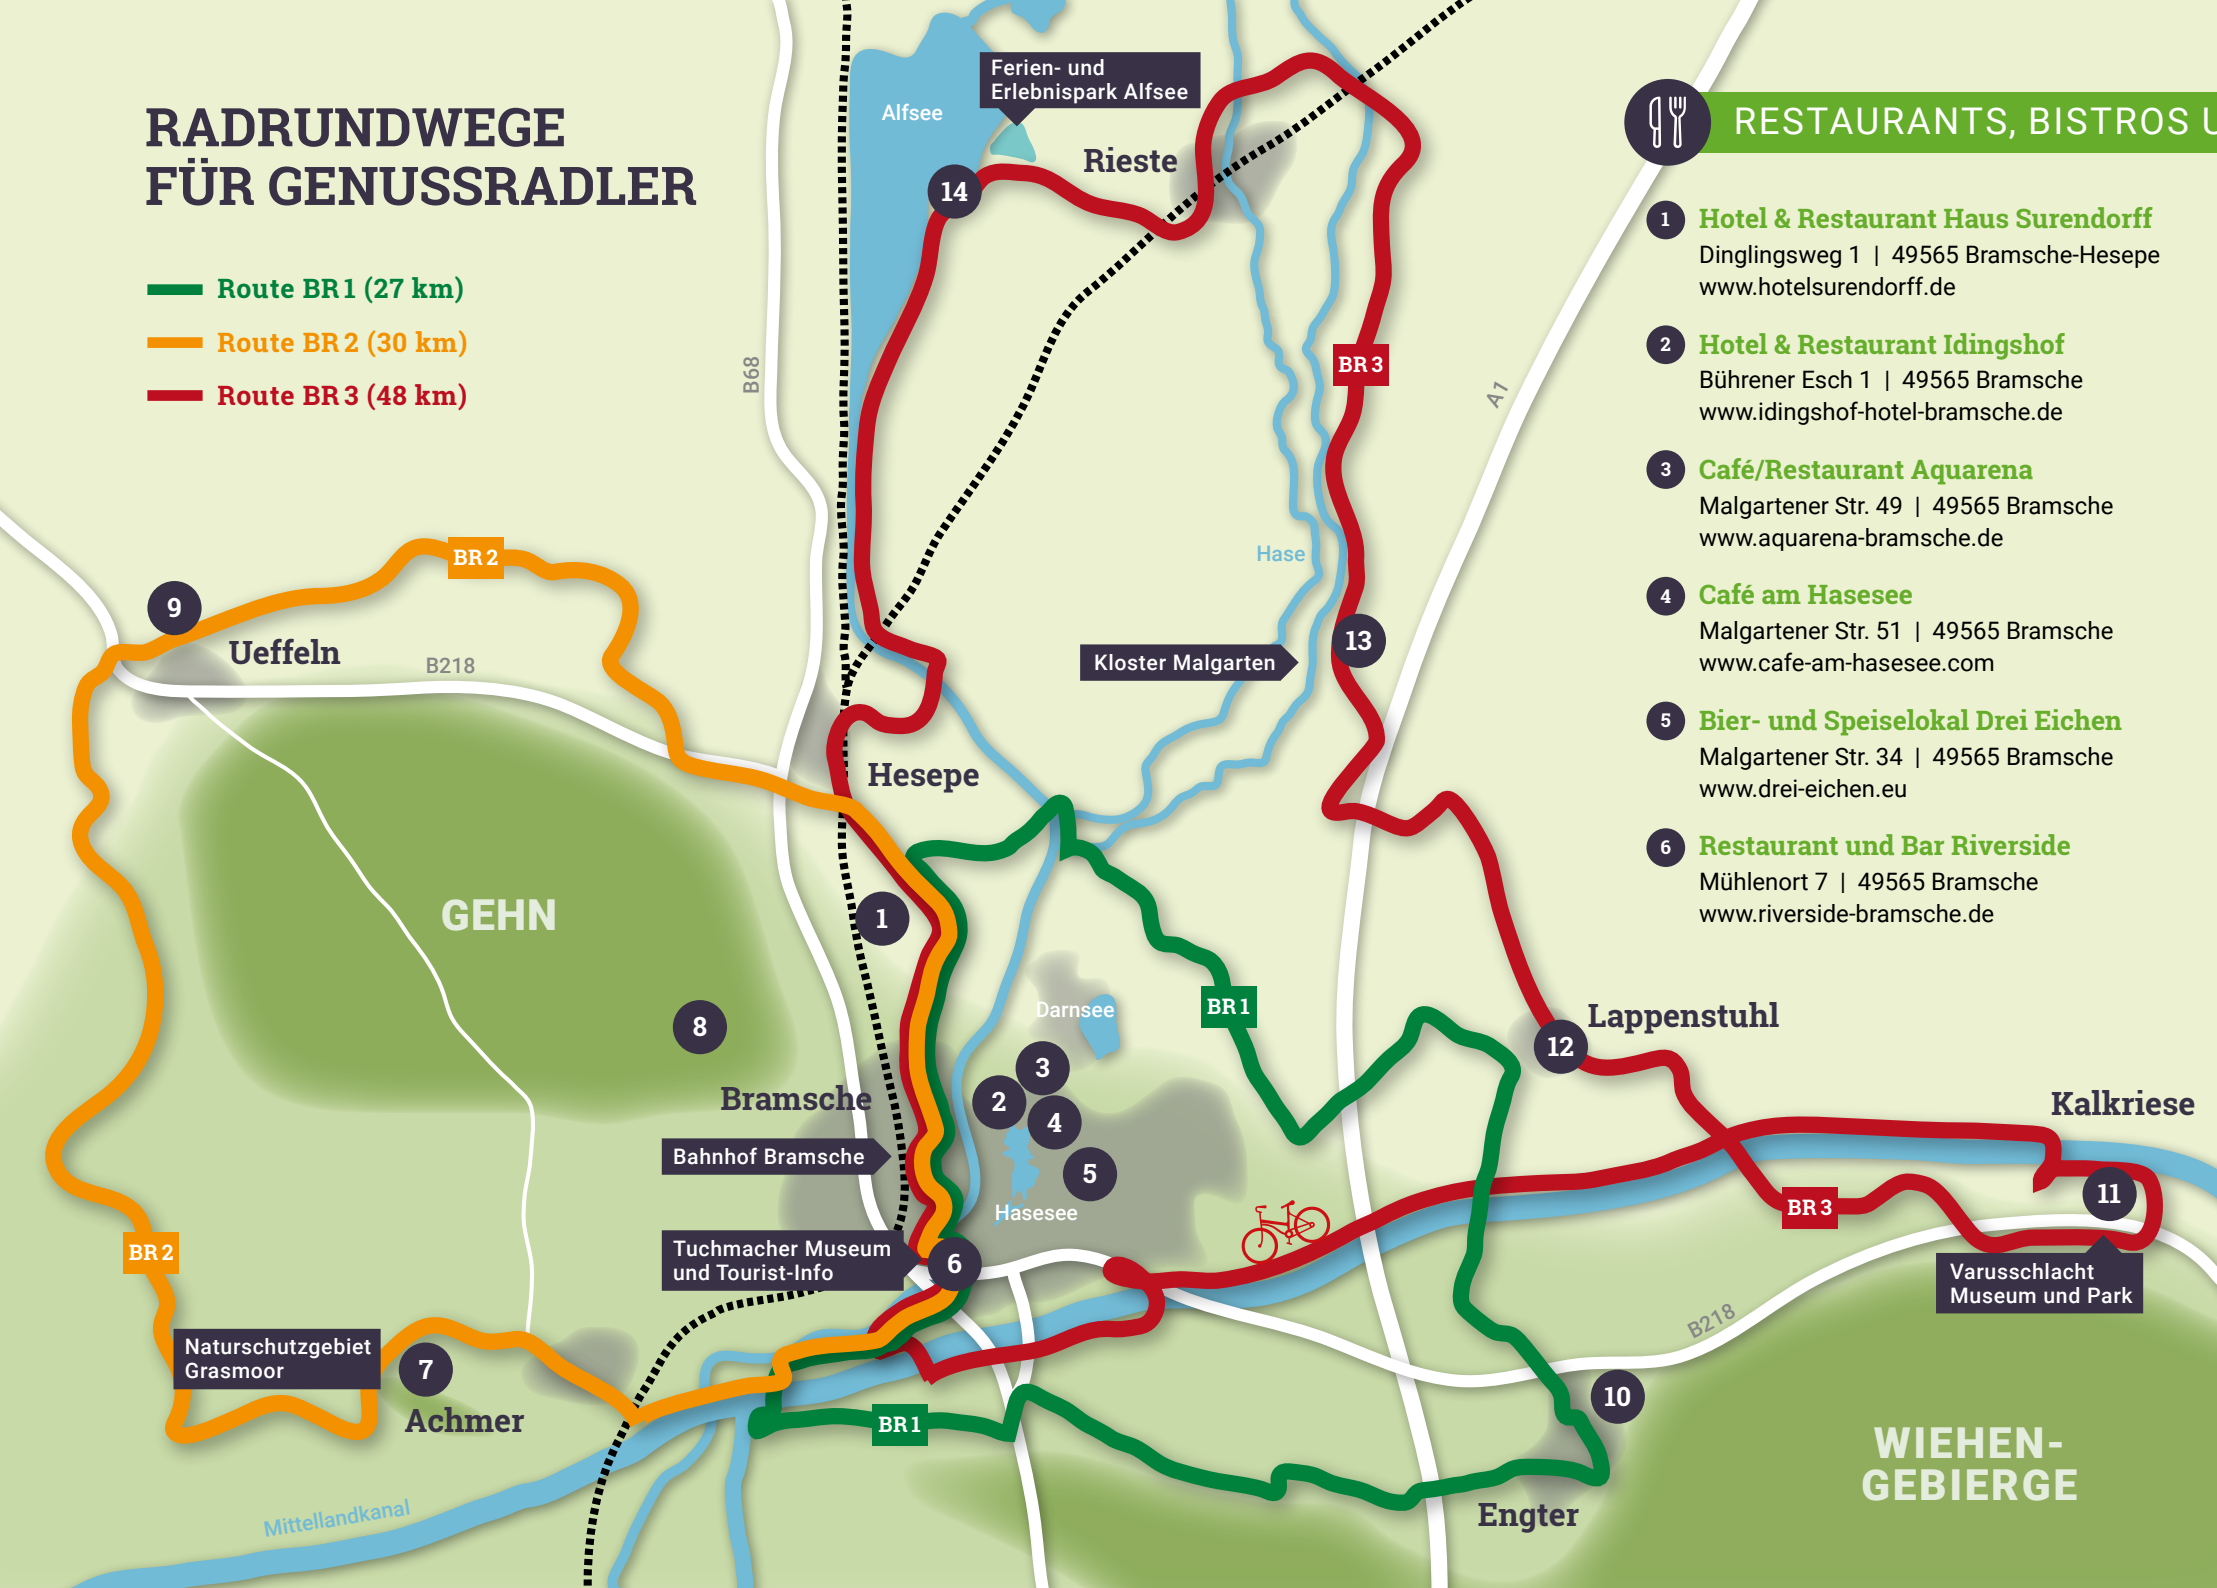 RADRUNDWEGE
FÜR GENUSSRADLER
Route BR 1 (27 km)
Route BR 2 (30 km)
Route BR 3 (48 km)
B68
Alfsee
Ferien- und
Erlebnispark Alfsee
14
Rieste
BR 3
A1
Hase
Kloster Malgarten
13
BR 2
9
Ueffeln
B218
Hesepe
GEHN
1
8
Darnsee
BR 1
3
2
4
5
Hasesee
Bramsche
Bahnhof Bramsche
Tuchmacher Museum
und Tourist-Info
6
Lappenstuhl
12
Kalkriese
11
BR 3
Varusschlacht
Museum und Park
B218
BR 2
Naturschutzgebiet
Grasmoor
7
Achmer
BR 1
10
Engter
WIEHEN-
GEBIERGE
Mittellandkanal
RESTAURANTS, BISTROS U
1 Hotel & Restaurant Haus Surendorff
Dinglingsweg 1 | 49565 Bramsche-Hesepe
www.hotelsurendorff.de
2 Hotel & Restaurant Idingshof
Bührener Esch 1 | 49565 Bramsche
www.idingshof-hotel-bramsche.de
3 Café/Restaurant Aquarena
Malgartener Str. 49 | 49565 Bramsche
www.aquarena-bramsche.de
4 Café am Hasesee
Malgartener Str. 51 | 49565 Bramsche
www.cafe-am-hasesee.com
5 Bier- und Speiselokal Drei Eichen
Malgartener Str. 34 | 49565 Bramsche
www.drei-eichen.eu
6 Restaurant und Bar Riverside
Mühlenort 7 | 49565 Bramsche
www.riverside-bramsche.de